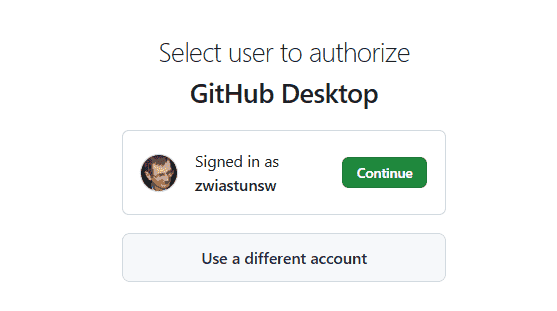 Select user to authorize
GitHub Desktop
Signed in as
zwiastunsw
Continue
Use a different account